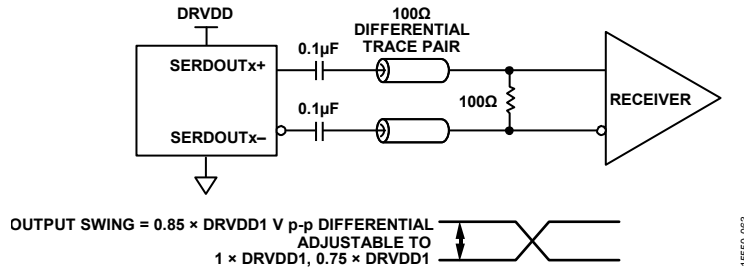 DRVDD
100Ω
DIFFERENTIAL
TRACE PAIR
0.1µF
SERDOUTx+
100Ω
RECEIVER
0.1µF
SERDOUTx–
OUTPUT SWING = 0.85 × DRVDD1 V p-p DIFFERENTIAL
ADJUSTABLE TO
1 × DRVDD1, 0.75 × DRVDD1